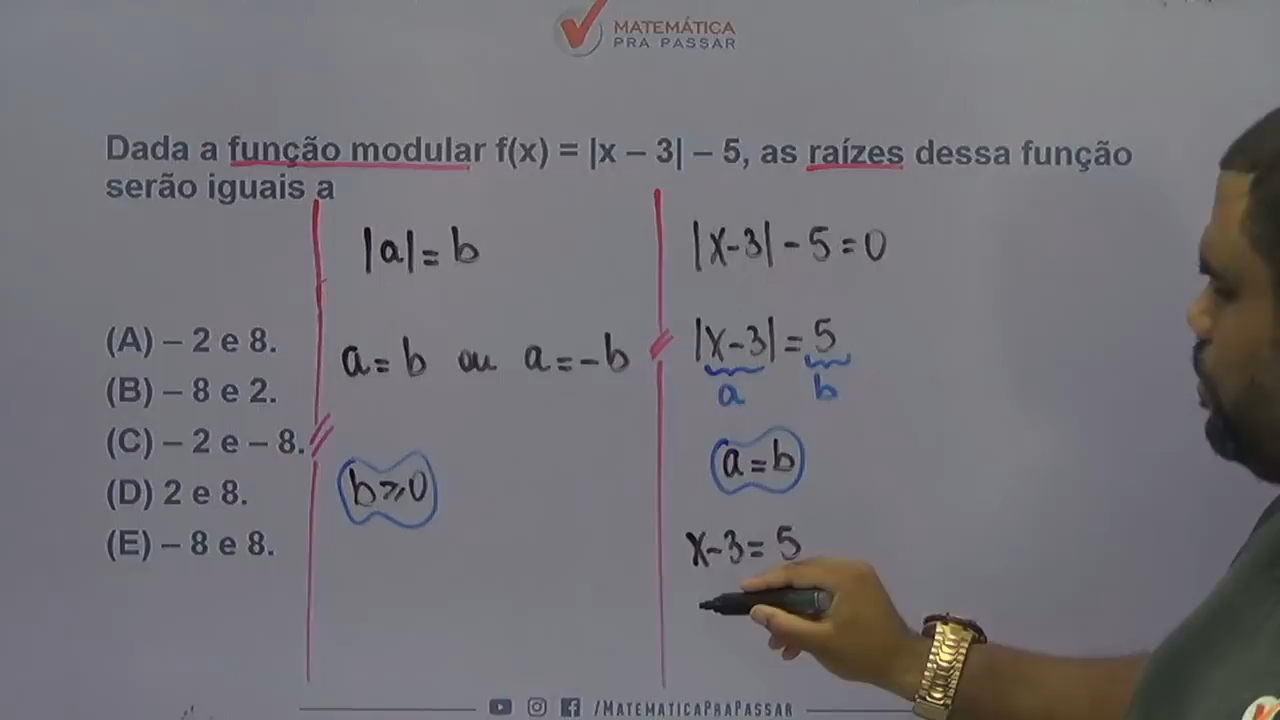 MATEMÁTICA
PRA PASSAR
Dada a função modular f(x) = |x – 3| – 5, as raízes dessa função
serão iguais a
(A) – 2 e 8.
(B) – 8 e 2.
(C) – 2 e – 8.
(D) 2 e 8.
(E) – 8 e 8.
|a| = b
a = b ou a = -b
b ⩾ 0
|x-3| - 5 = 0
|x-3| = 5
a b
a = b
x-3 = 5
/MatematicaPraPassar